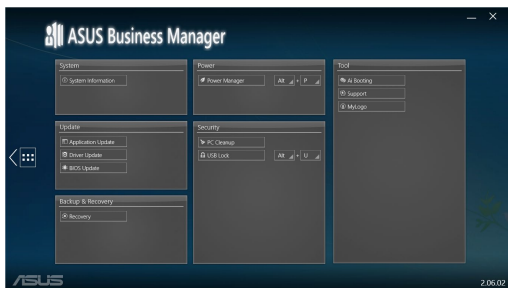 ASUS Business Manager
System
System Information
Power
Power Manager Alt + P
Tool
Ai Booting
Support
MyLogo
Update
Application Update
Driver Update
BIOS Update
Security
PC Cleanup
USB Lock Alt + U
Backup & Recovery
Recovery
ASUS
2.06.02